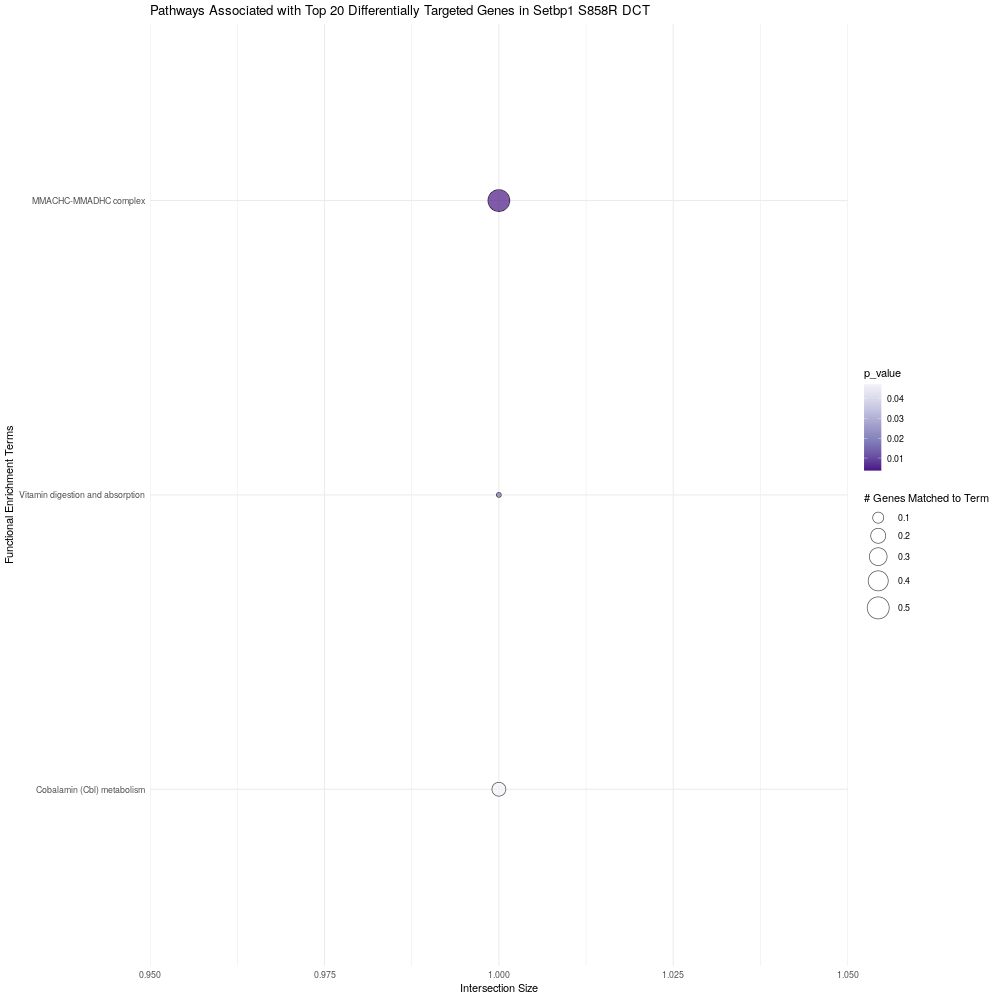 Pathways Associated with Top 20 Differentially Targeted Genes in Setbp1 S858R DCT
Functional Enrichment Terms
MMACHC-MMADHC complex
Vitamin digestion and absorption
Cobalamin (Cbl) metabolism
0.950
0.975
1.000
1.025
1.050
Intersection Size
p_value
0.04
0.03
0.02
0.01
# Genes Matched to Term
0.1
0.2
0.3
0.4
0.5